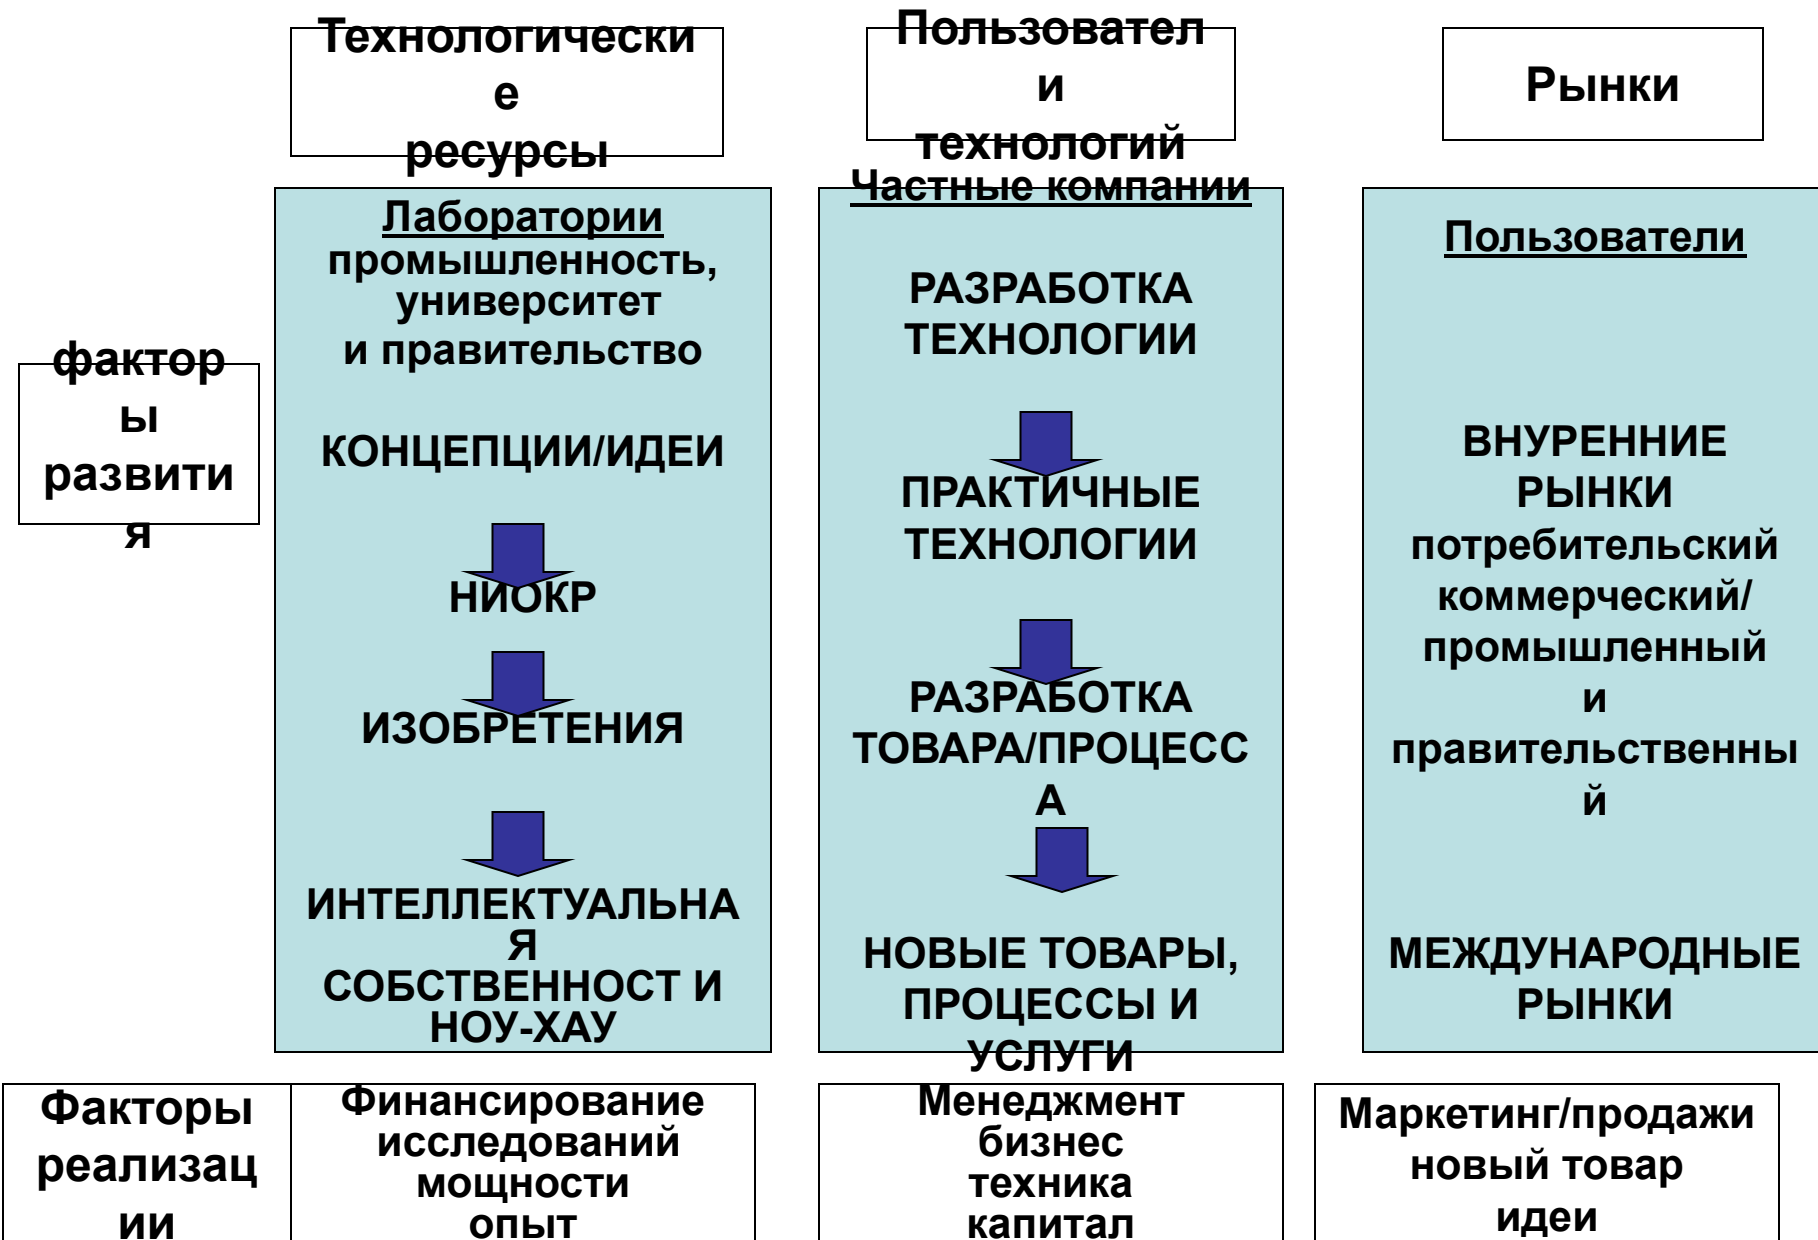 Технологически
е
ресурсы
Пользовател
и
технологий
Рынки
фактор
ы
развити
я
Лаборатории
промышленность,
университет
и правительство
КОНЦЕПЦИИ/ИДЕИ
НИОКР
ИЗОБРЕТЕНИЯ
ИНТЕЛЛЕКТУАЛЬНА
Я
СОБСТВЕННОСТ И
НОУ-ХАУ
Частные компании
РАЗРАБОТКА
ТЕХНОЛОГИИ
ПРАКТИЧНЫЕ
ТЕХНОЛОГИИ
РАЗРАБОТКА
ТОВАРА/ПРОЦЕСС
А
НОВЫЕ ТОВАРЫ,
ПРОЦЕССЫ И
УСЛУГИ
Пользователи
ВНУРЕННИЕ
РЫНКИ
потребительский
коммерческий/
промышленный
и
правительственны
й
МЕЖДУНАРОДНЫЕ
РЫНКИ
Факторы
реализац
ии
Финансирование
исследований
мощности
опыт
Менеджмент
бизнес
техника
капитал
Маркетинг/продажи
новый товар
идеи